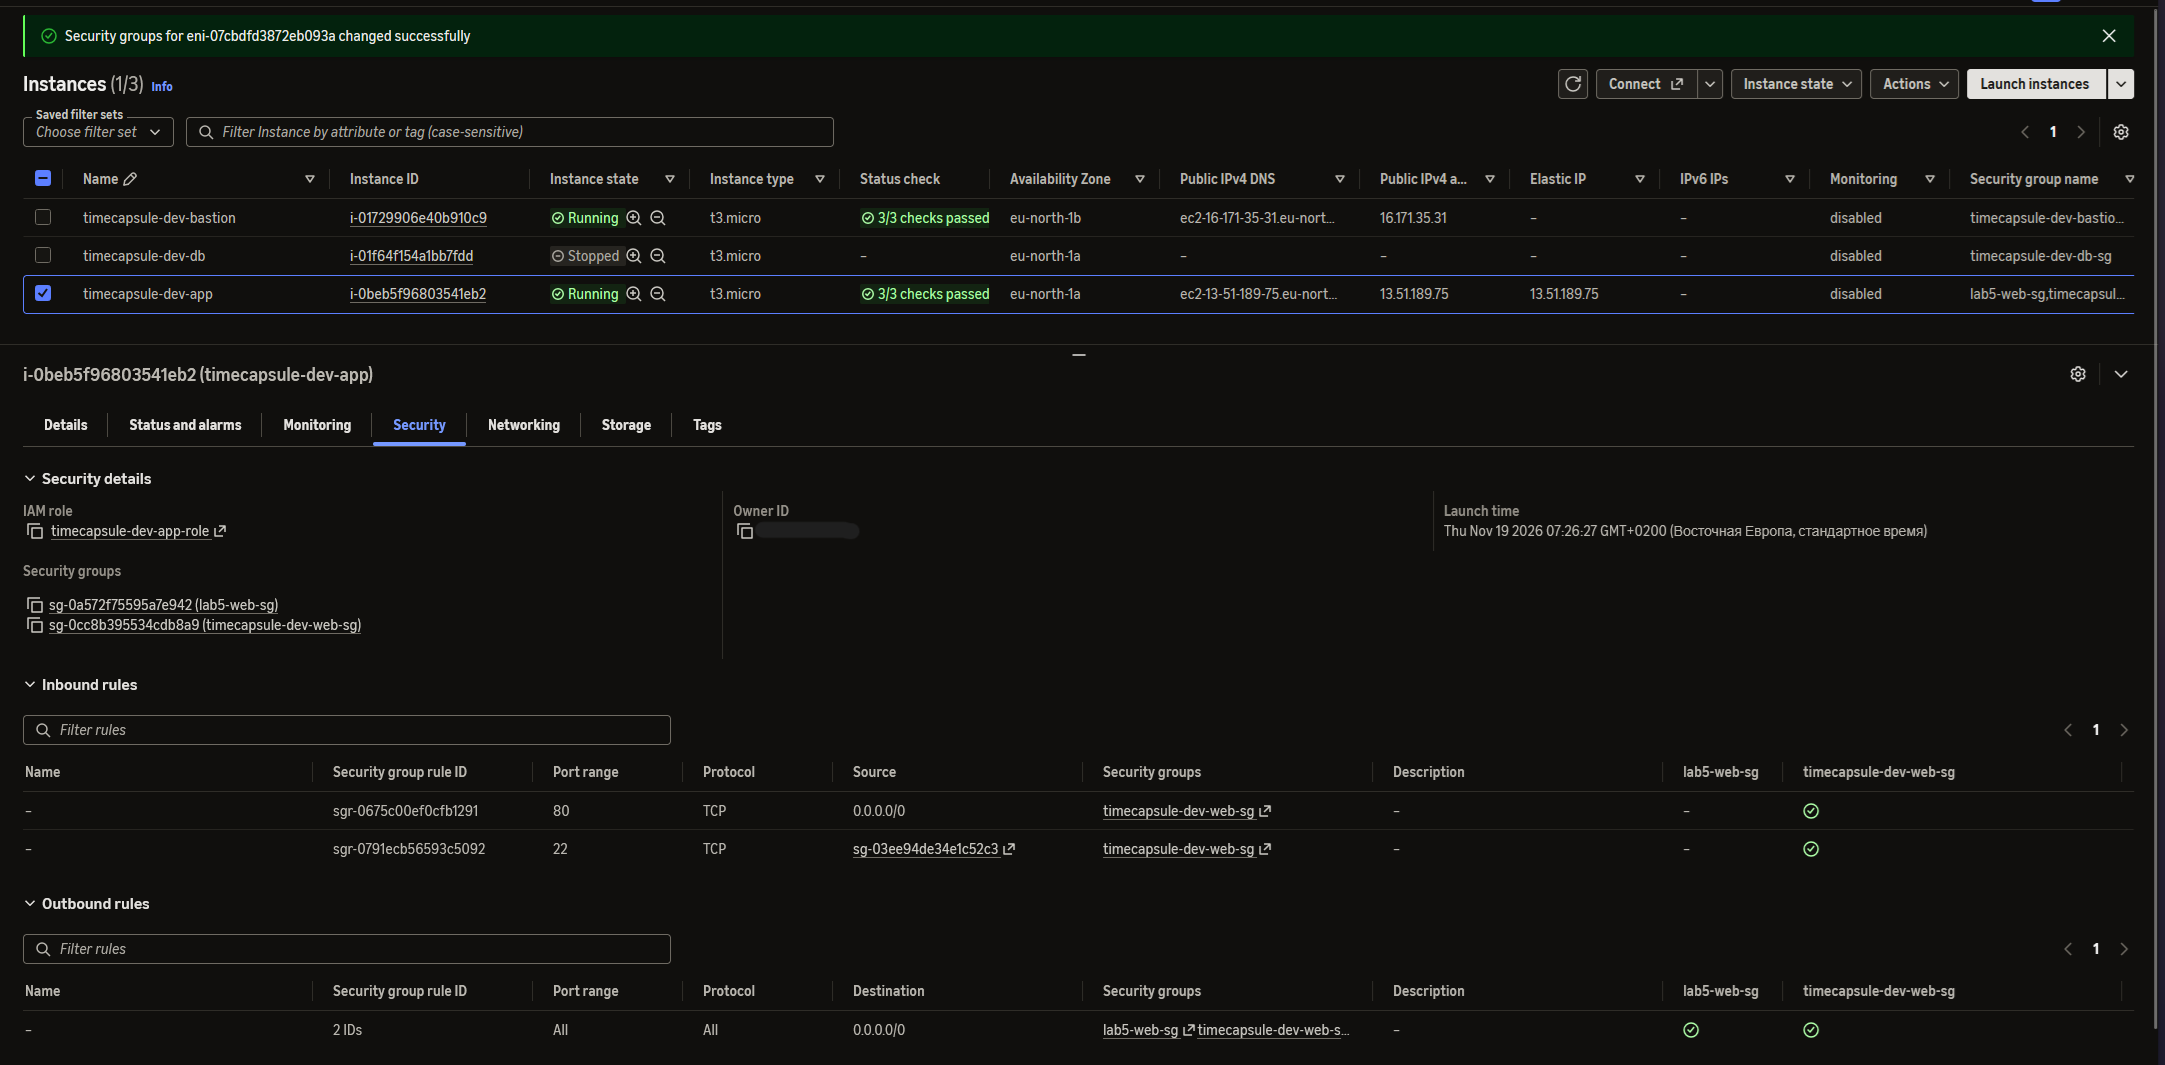 Security groups for eni-07cbdfd3872eb093a changed successfully
Instances (1/3) Info
Connect Instance state Actions Launch instances
Saved filter sets
Choose filter set Filter Instance by attribute or tag (case-sensitive) 1
Name Instance ID Instance state Instance type Status check Availability Zone Public IPv4 DNS Public IPv4 a... Elastic IP IPv6 IPs Monitoring Security group name
timecapsule-dev-bastion i-01729906e40b910c9 Running t3.micro 3/3 checks passed eu-north-1b ec2-16-171-35-31.eu-nort... 16.171.35.31 – – disabled timecapsule-dev-bastio...
timecapsule-dev-db i-01f64f154a1bb7fdd Stopped t3.micro – eu-north-1a – – – – disabled timecapsule-dev-db-sg
timecapsule-dev-app i-0beb5f96803541eb2 Running t3.micro 3/3 checks passed eu-north-1a ec2-13-51-189-75.eu-nort... 13.51.189.75 13.51.189.75 – disabled lab5-web-sg,timecapsul...
i-0beb5f96803541eb2 (timecapsule-dev-app)
Details Status and alarms Monitoring Security Networking Storage Tags
Security details
IAM role Owner ID Launch time
timecapsule-dev-app-role Thu Nov 19 2026 07:26:27 GMT+0200 (Восточная Европа, стандартное время)
Security groups
sg-0a572f75595a7e942 (lab5-web-sg)
sg-0cc8b395534cdb8a9 (timecapsule-dev-web-sg)
Inbound rules
Filter rules 1
Name Security group rule ID Port range Protocol Source Security groups Description lab5-web-sg timecapsule-dev-web-sg
– sgr-0675c00ef0cfb1291 80 TCP 0.0.0.0/0 timecapsule-dev-web-sg – –
– sgr-0791ecb56593c5092 22 TCP sg-03ee94de34e1c52c3 timecapsule-dev-web-sg – –
Outbound rules
Filter rules 1
Name Security group rule ID Port range Protocol Destination Security groups Description lab5-web-sg timecapsule-dev-web-sg
– 2 IDs All All 0.0.0.0/0 lab5-web-sg timecapsule-dev-web-s... –